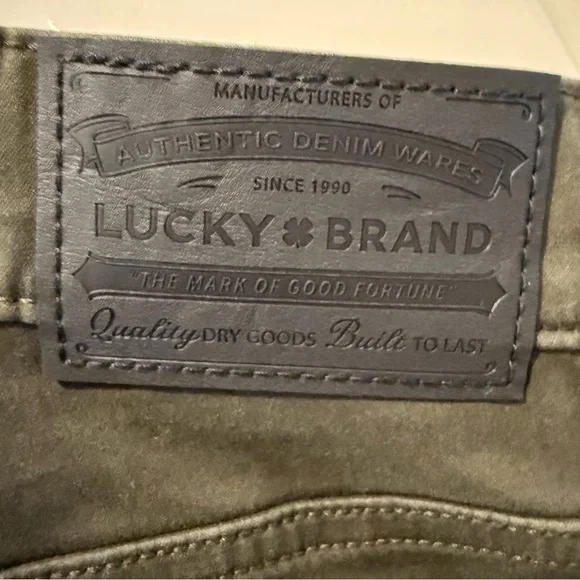 MANUFACTURERS OF
AUTHENTIC DENIM WARES
SINCE 1990
LUCKY BRAND
"THE MARK OF GOOD FORTUNE"
Quality DRY GOODS Built TO LAST